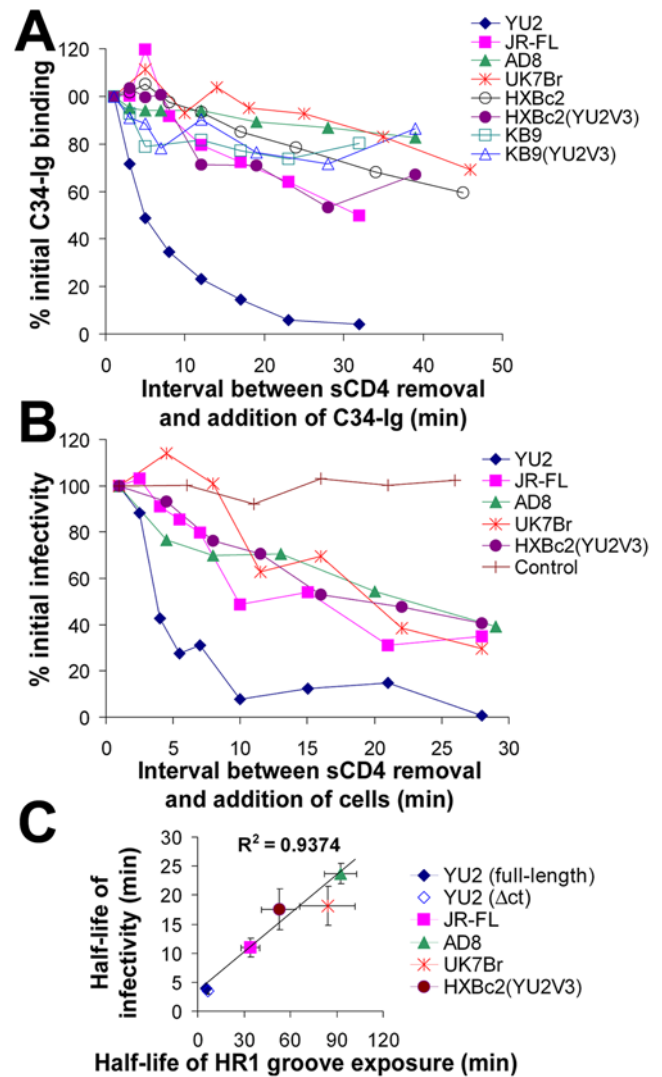 A
YU2
JR-FL
AD8
UK7Br
HXBc2
HXBc2(YU2V3)
KB9
KB9(YU2V3)
% initial C34-Ig binding
120
00
80
60
40
20
0
0 10 20 30 40 50
Interval between sCD4 removal
and addition of C34-Ig (min)
B
YU2
JR-FL
AD8
UK7Br
HXBc2(YU2V3)
Control
% initial infectivity
120
100
80
60
40
20
0
0 5 10 15 20 25 30
Interval between sCD4 removal
and addition of cells (min)
C
R² = 0.9374
YU2 (full-length)
YU2 (Δct)
JR-FL
AD8
UK7Br
HXBc2(YU2V3)
Half-life of
infectivity (min)
30
25
20
15
10
5
0
0 30 60 90 120
Half-life of HR1 groove exposure (min)